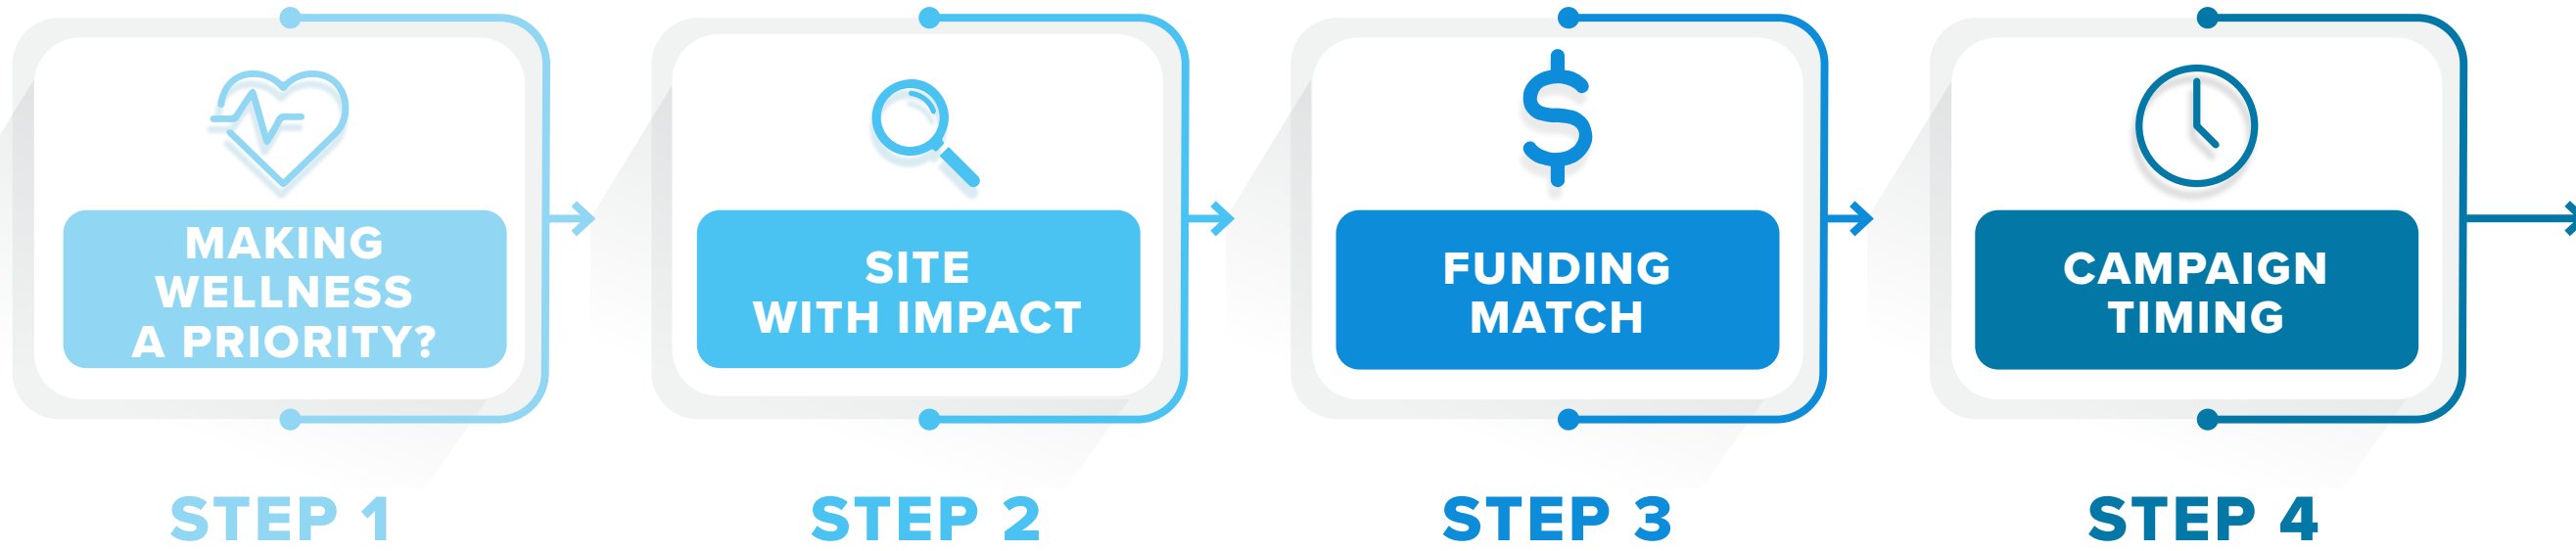 MAKING
WELLNESS
A PRIORITY?
STEP 1
SITE
WITH IMPACT
STEP 2
FUNDING
MATCH
STEP 3
CAMPAIGN
TIMING
STEP 4